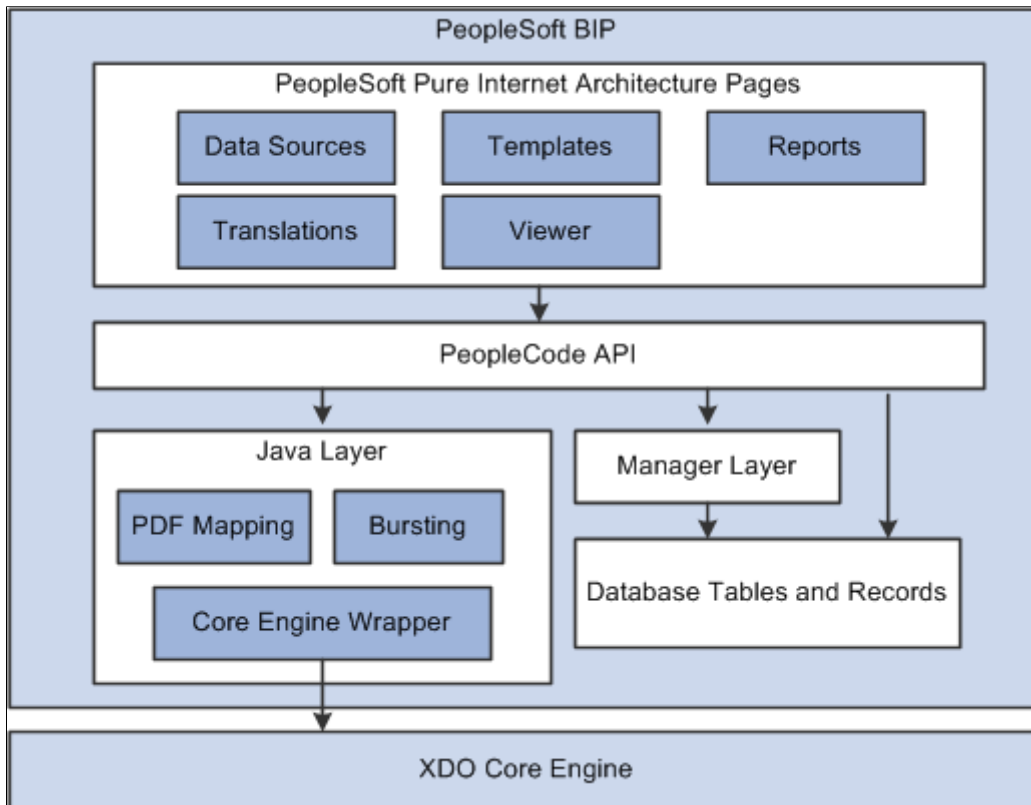 PeopleSoft BIP
PeopleSoft Pure Internet Architecture Pages
Data Sources
Templates
Reports
Translations
Viewer
PeopleCode API
Java Layer
Manager Layer
PDF Mapping
Bursting
Database Tables and Records
Core Engine Wrapper
XDO Core Engine